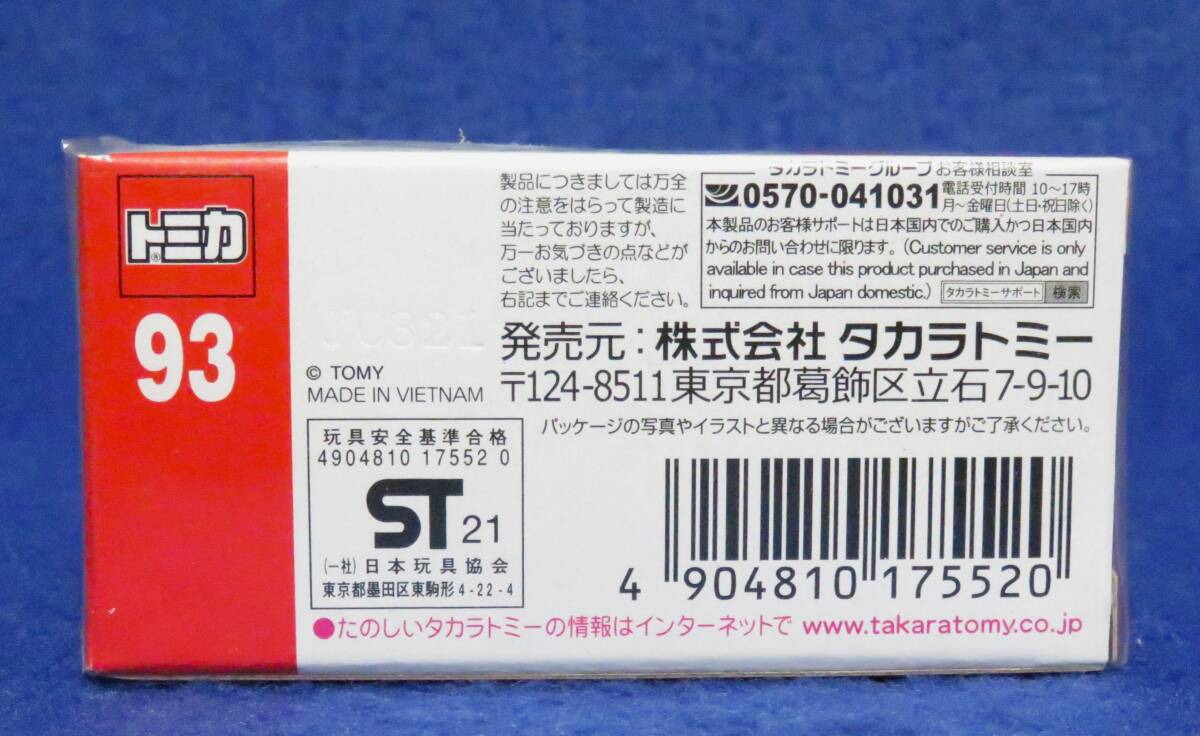 トミカ®
93
製品につきましては万全
の注意をはらって製造に
当たっておりますが、
万一お気づきの点などが
ございましたら、
右記までご連絡ください。
タカラトミーグループ お客様相談室
0570-041031 電話受付時間 10〜17時
月〜金曜日(土日・祝日除く)
本製品のお客様サポートは日本国内でのご購入かつ日本国内
からのお問い合わせに限ります。(Customer service is only
available in case this product purchased in Japan and
inquired from Japan domestic.) タカラトミーサポート 検索
発売元:株式会社 タカラトミー
〒124-8511 東京都葛飾区立石7-9-10
© TOMY
MADE IN VIETNAM
パッケージの写真やイラストと異なる場合がございますがご了承ください。
玩具安全基準合格
4904810 17552 0
ST 21
(一社)日本玩具協会
東京都墨田区東駒形4-22-4
4 904810 175520
●たのしいタカラトミーの情報はインターネットで www.takaratomy.co.jp